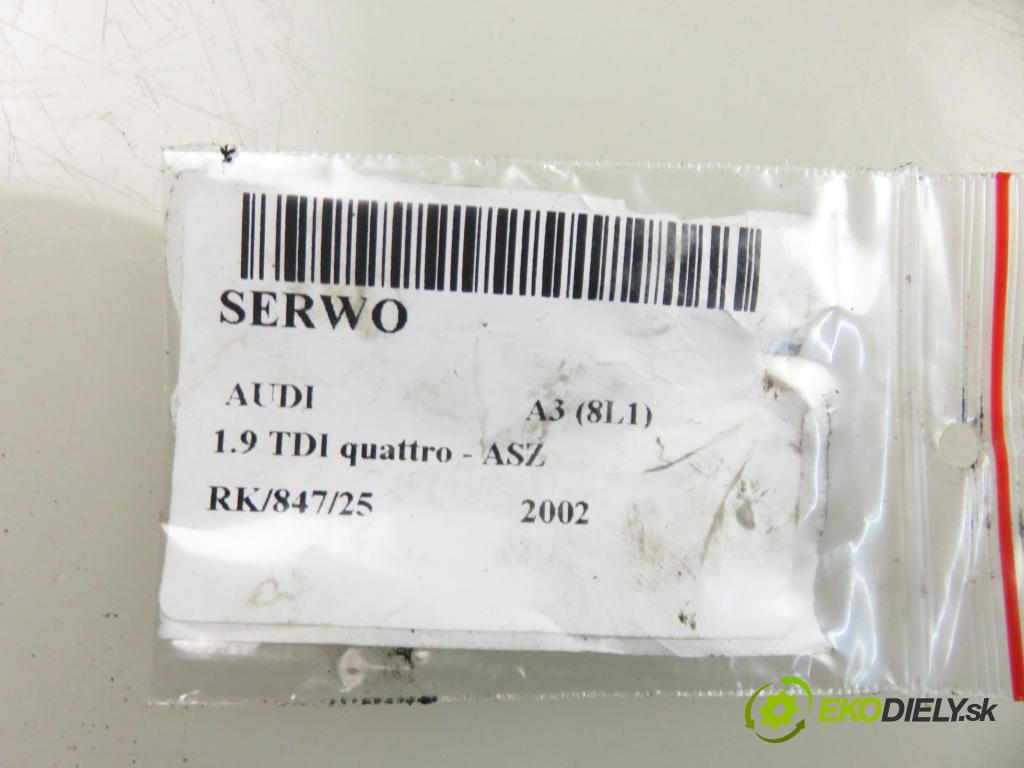 SERWO
AUDI A3 (8L1)
1.9 TDI quattro - ASZ
RK/847/25 2002
EKODIELY.sk